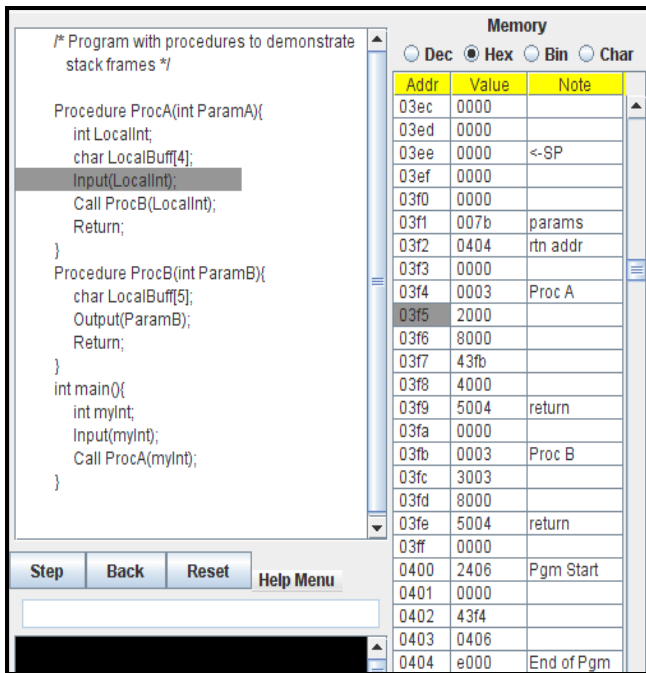 /* Program with procedures to demonstrate
stack frames */
Procedure ProcA(int ParamA){
int LocalInt;
char LocalBuff[4];
Input(LocalInt);
Call ProcB(LocalInt);
Return;
}
Procedure ProcB(int ParamB){
char LocalBuff[5];
Output(ParamB);
Return;
}
int main(){
int myInt;
Input(myInt);
Call ProcA(myInt);
}
Step Back Reset Help Menu
Memory
Dec Hex Bin Char
Addr Value Note
03ec 0000
03ed 0000
03ee 0000 <-SP
03ef 0000
03f0 0000
03f1 007b params
03f2 0404 rtn addr
03f3 0000
03f4 0003 Proc A
03f5 2000
03f6 8000
03f7 43fb
03f8 4000
03f9 5004 return
03fa 0000
03fb 0003 Proc B
03fc 3003
03fd 8000
03fe 5004 return
03ff 0000
0400 2406 Pgm Start
0401 0000
0402 43f4
0403 0406
0404 e000 End of Pgm